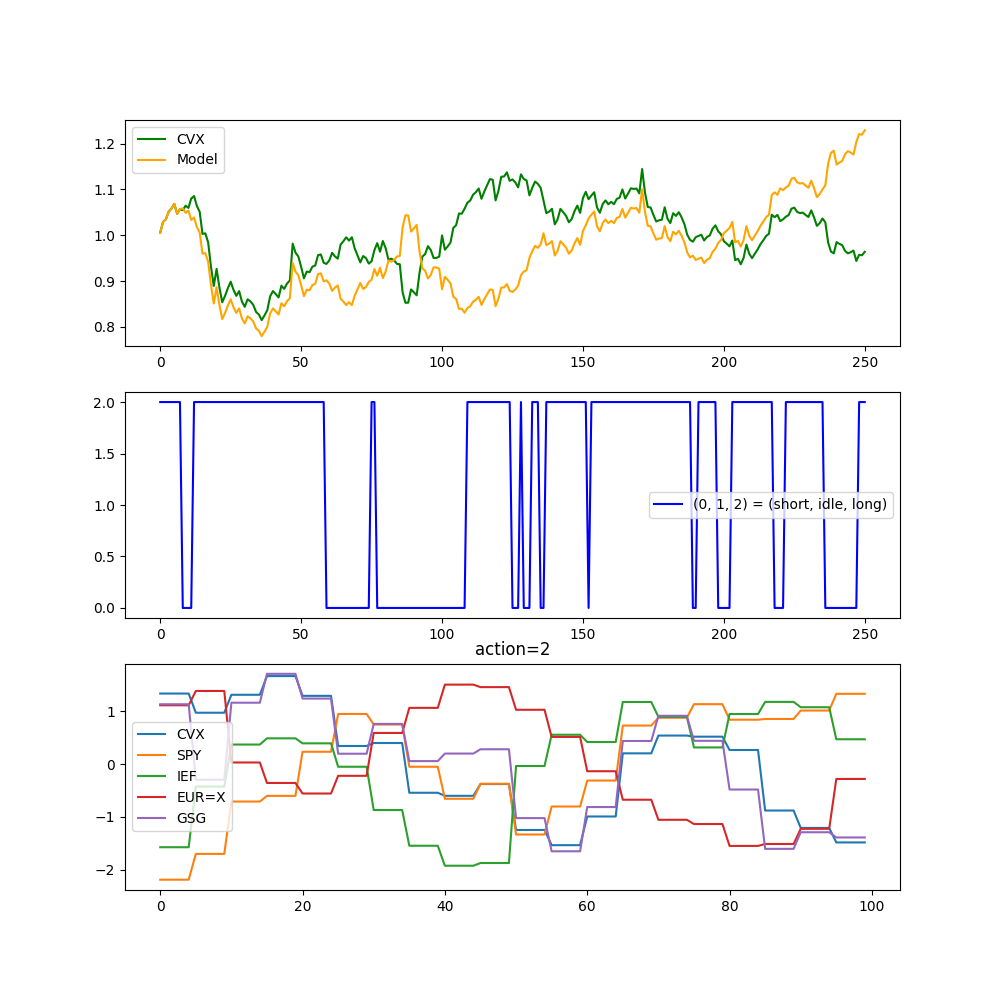 1.2
1.1
1.0
0.9
0.8
CVX
Model
0 50 100 150 200 250
2.0
1.5
1.0
0.5
0.0
(0, 1, 2) = (short, idle, long)
0 50 100 150 200 250
action=2
1
0
−1
−2
CVX
SPY
IEF
EUR=X
GSG
0 20 40 60 80 100